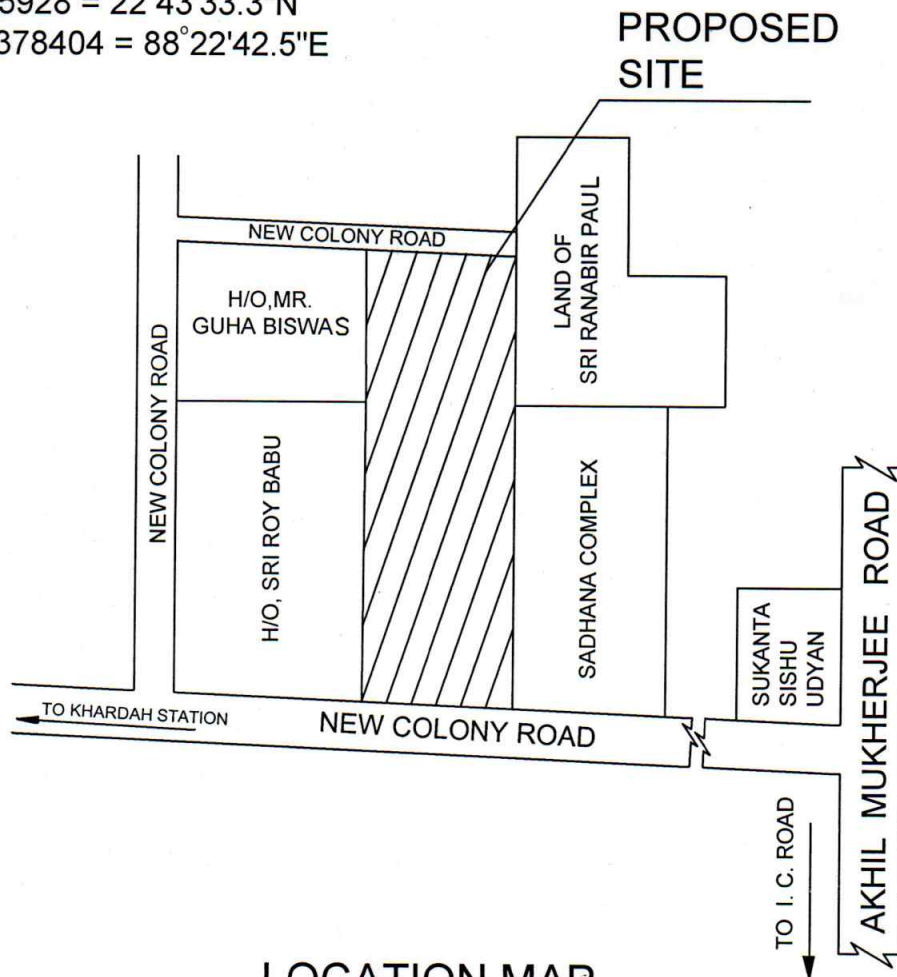 5928 = 22°43'33.3"N
378404 = 88°22'42.5"E
PROPOSED
SITE
NEW COLONY ROAD
LAND OF
SRI RANABIR PAUL
H/O,MR.
GUHA BISWAS
NEW COLONY ROAD
H/O, SRI ROY BABU
SADHANA COMPLEX
SUKANTA
SISHU
UDYAN
AKHIL MUKHERJEE ROAD
TO KHARDAH STATION
NEW COLONY ROAD
TO I. C. ROAD
LOCATION MAP